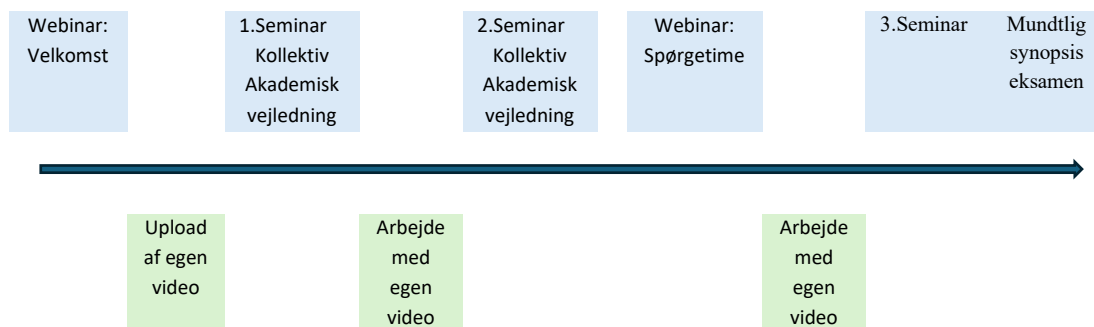 Webinar:
Velkomst
1.Seminar
Kollektiv
Akademisk
vejledning
2.Seminar
Kollektiv
Akademisk
vejledning
Webinar:
Spørgetime
3.Seminar
Mundtlig
synopsis
eksamen
Upload
af egen
video
Arbejde
med
egen
video
Arbejde
med
egen
video